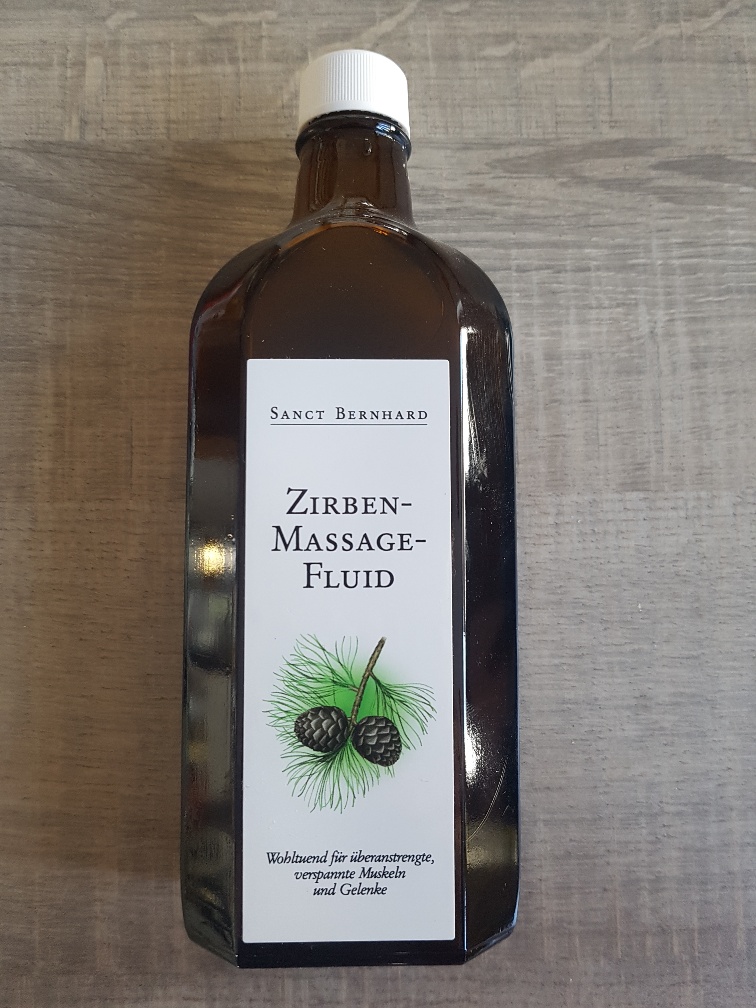 SANCT BERNHARD
ZIRBEN-
MASSAGE-
FLUID
Wohltuend für überanstrengte,
verspannte Muskeln
und Gelenke